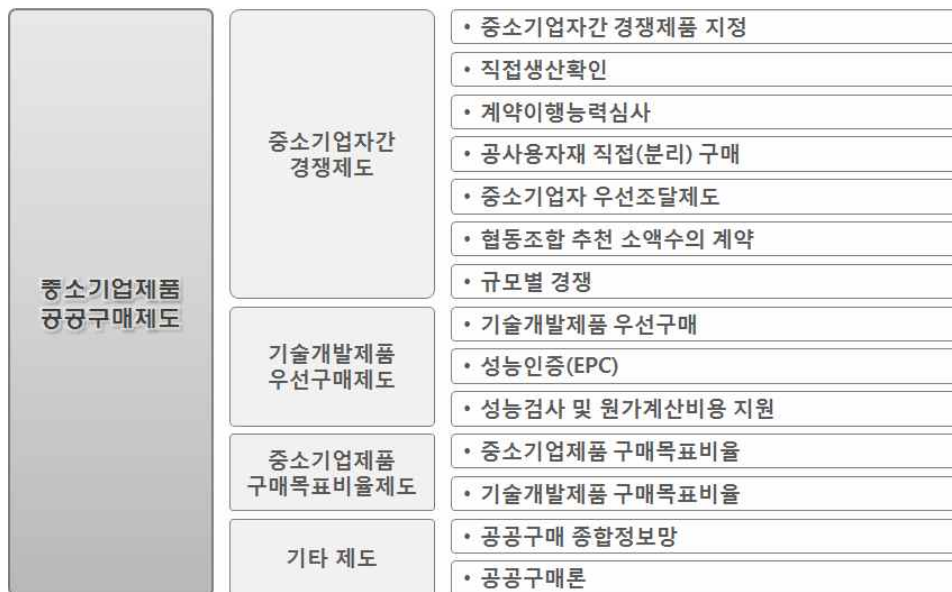 중소기업제품
공공구매제도
중소기업자간
경쟁제도
• 중소기업자간 경쟁제품 지정
• 직접생산확인
• 계약이행능력심사
• 공사용자재 직접(분리) 구매
• 중소기업자 우선조달제도
• 협동조합 추천 소액수의 계약
• 규모별 경쟁
기술개발제품
우선구매제도
• 기술개발제품 우선구매
• 성능인증(EPC)
• 성능검사 및 원가계산비용 지원
중소기업제품
구매목표비율제도
• 중소기업제품 구매목표비율
• 기술개발제품 구매목표비율
기타 제도
• 공공구매 종합정보망
• 공공구매론